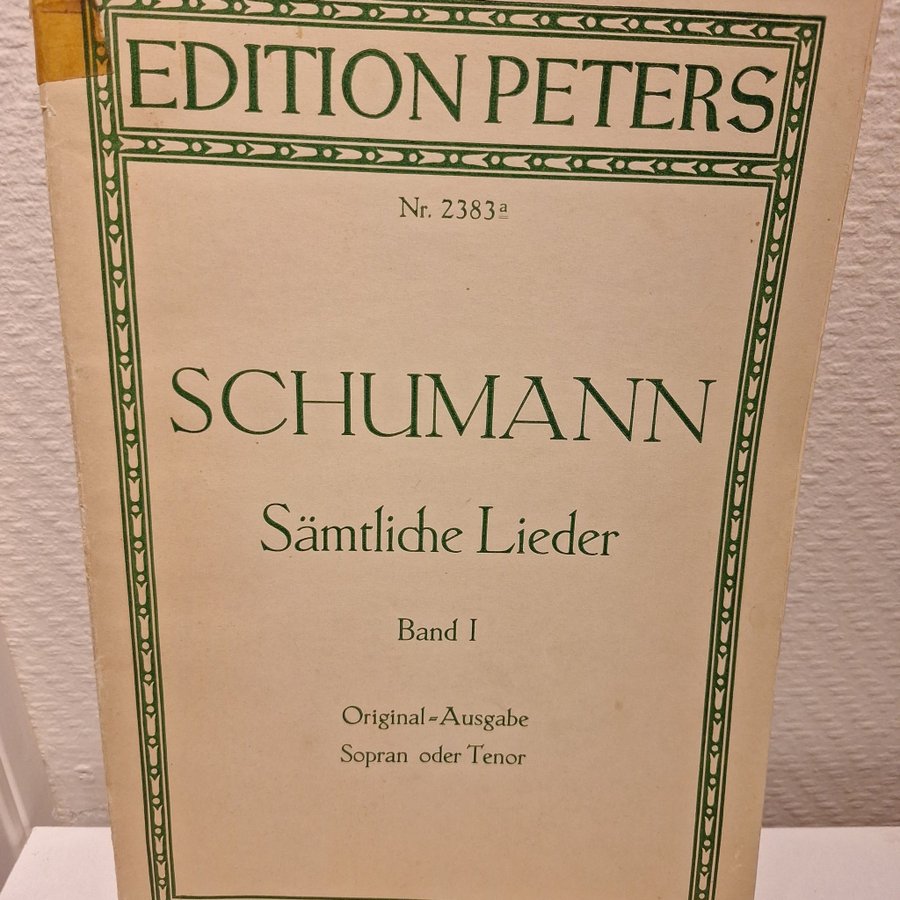 EDITION PETERS
Nr. 2383a
SCHUMANN
Sämtliche Lieder
Band I
Original-Ausgabe
Sopran oder Tenor